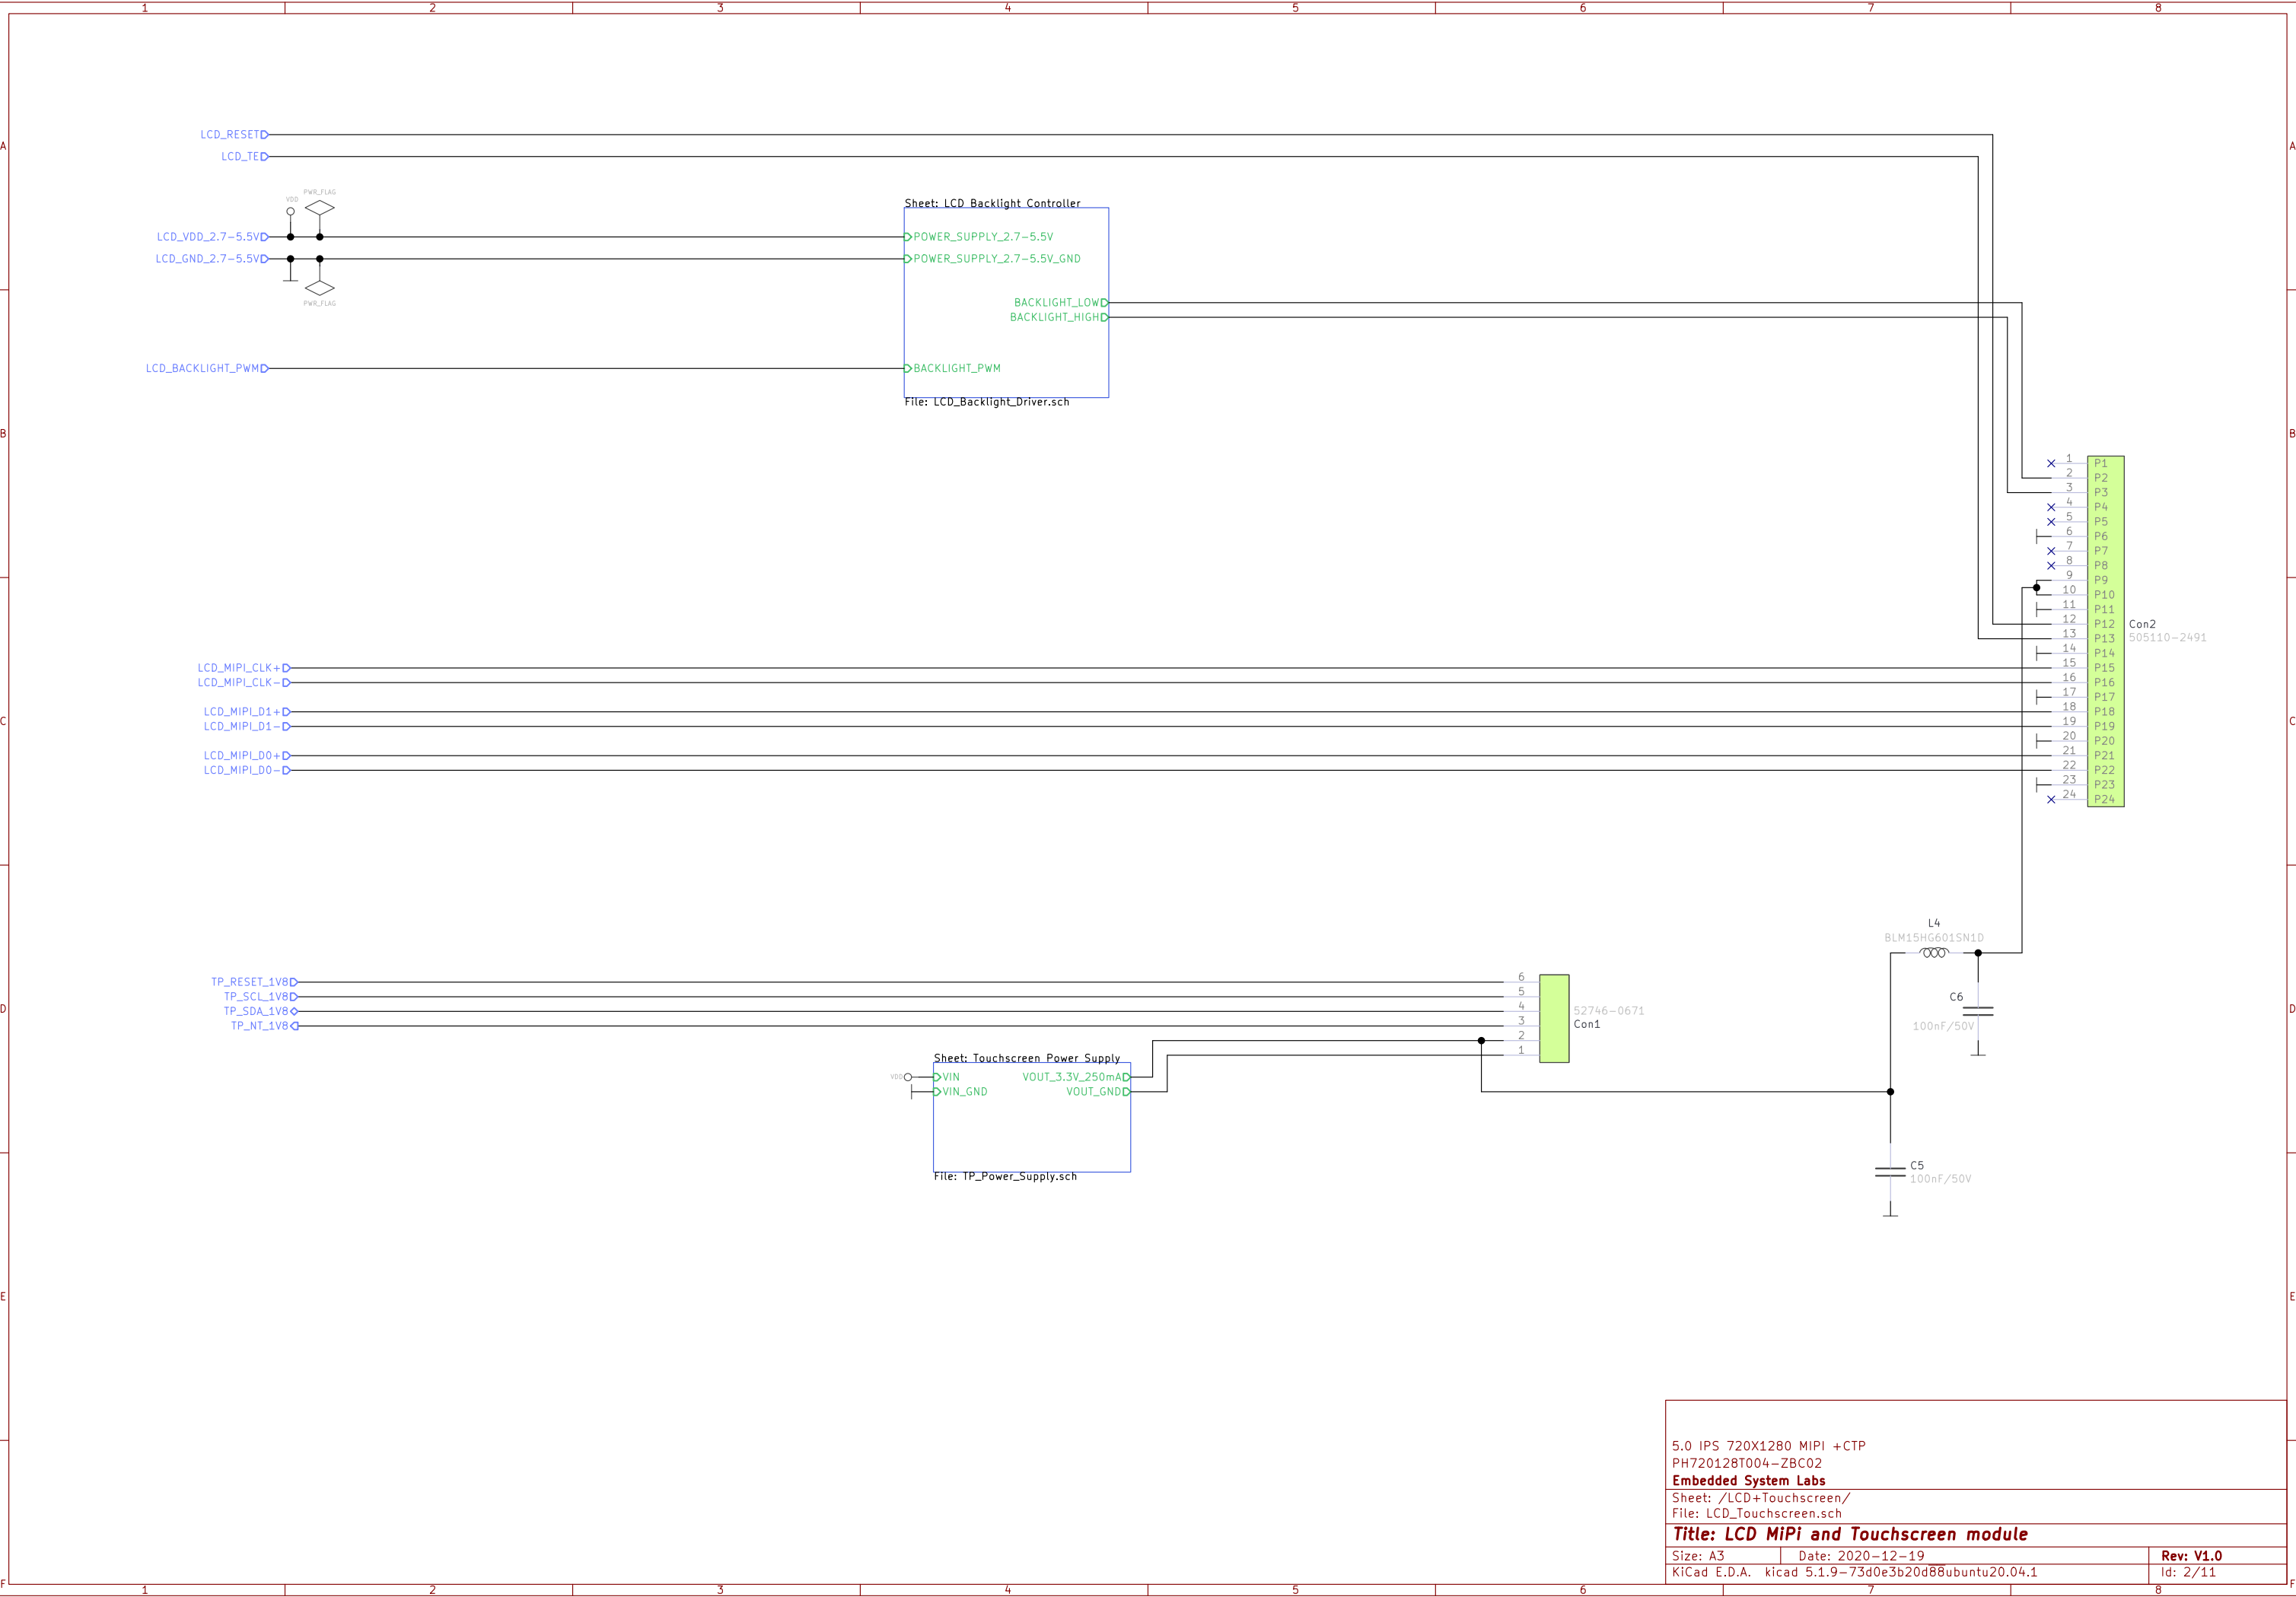 1 2 3 4 5 6 7 8
A A
LCD_RESET
LCD_TE
PWR_FLAG
VDD
Sheet: LCD Backlight Controller
LCD_VDD_2.7-5.5V POWER_SUPPLY_2.7-5.5V
LCD_GND_2.7-5.5V POWER_SUPPLY_2.7-5.5V_GND
PWR_FLAG
BACKLIGHT_LOW
BACKLIGHT_HIGH
LCD_BACKLIGHT_PWM BACKLIGHT_PWM
File: LCD_Backlight_Driver.sch
B B
1 P1
2 P2
3 P3
4 P4
5 P5
6 P6
7 P7
8 P8
9 P9
10 P10
11 P11
12 P12
13 P13
14 P14
15 P15
16 P16
17 P17
18 P18
19 P19
20 P20
21 P21
22 P22
23 P23
24 P24
Con2
505110-2491
LCD_MIPI_CLK+
LCD_MIPI_CLK-
LCD_MIPI_D1+
LCD_MIPI_D1-
LCD_MIPI_D0+
LCD_MIPI_D0-
C C
L4
BLM15HG601SN1D
C6
100nF/50V
TP_RESET_1V8 6
TP_SCL_1V8 5
TP_SDA_1V8 4
TP_NT_1V8 3
2
1
52746-0671
Con1
D D
Sheet: Touchscreen Power Supply
VDD VIN VOUT_3.3V_250mA
VIN_GND VOUT_GND
File: TP_Power_Supply.sch
C5
100nF/50V
E E
5.0 IPS 720X1280 MIPI +CTP
PH720128T004-ZBC02
Embedded System Labs
Sheet: /LCD+Touchscreen/
File: LCD_Touchscreen.sch
Title: LCD MiPi and Touchscreen module
Size: A3 Date: 2020-12-19 Rev: V1.0
KiCad E.D.A. kicad 5.1.9-73d0e3b20d88ubuntu20.04.1 Id: 2/11
F F
1 2 3 4 5 6 7 8